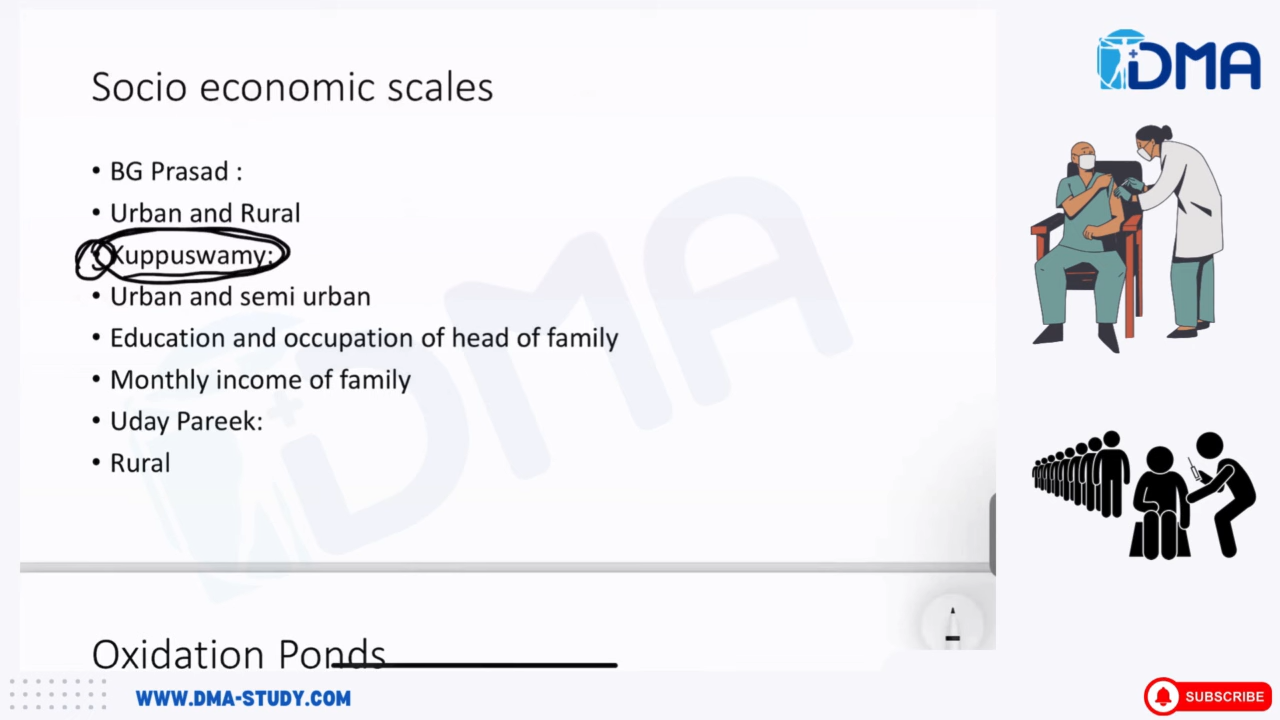 DMA
Socio economic scales
• BG Prasad :
• Urban and Rural
Kuppuswamy:
• Urban and semi urban
• Education and occupation of head of family
• Monthly income of family
• Uday Pareek:
• Rural
DMA
Oxidation Ponds
WWW.DMA-STUDY.COM
SUBSCRIBE